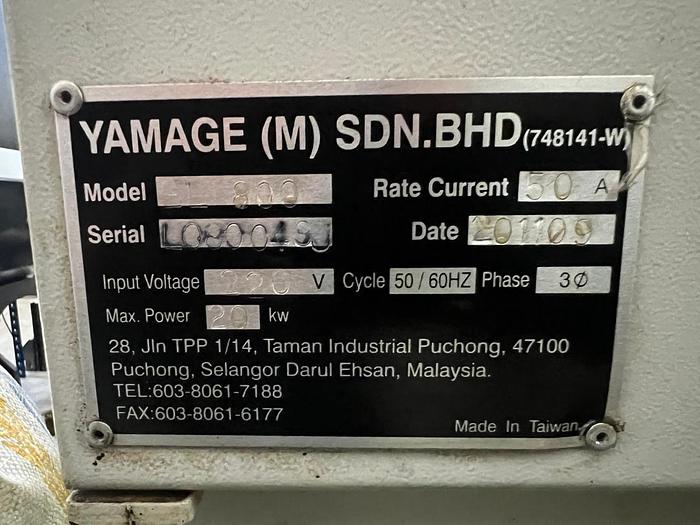 YAMAGE (M) SDN.BHD(748141-W)
Model 800 Rate Current 50 A
Serial Date 201109
Input Voltage 220 V Cycle 50/60HZ Phase 3∅
Max. Power 20 kw
28, Jln TPP 1/14, Taman Industrial Puchong, 47100
Puchong, Selangor Darul Ehsan, Malaysia.
TEL:603-8061-7188
FAX:603-8061-6177
Made In Taiwan